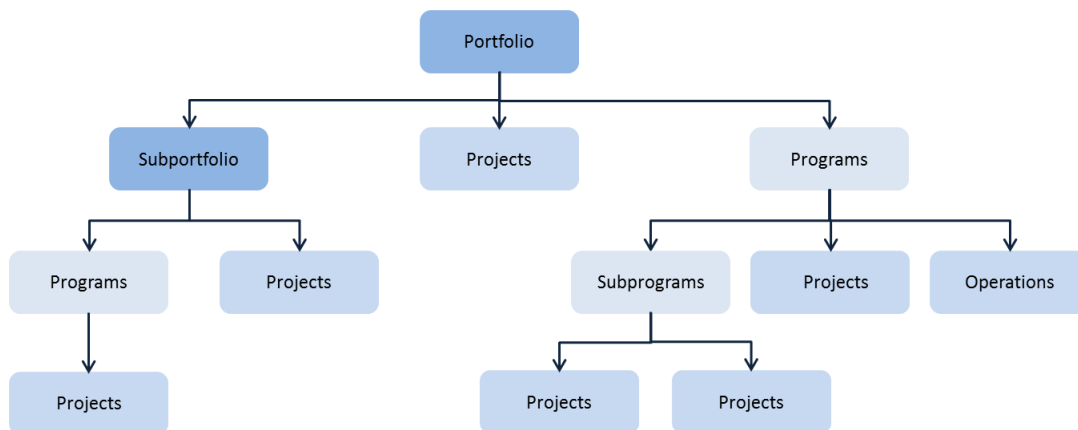 Portfolio
Subportfolio
Projects
Programs
Programs
Projects
Subprograms
Projects
Operations
Projects
Projects
Projects